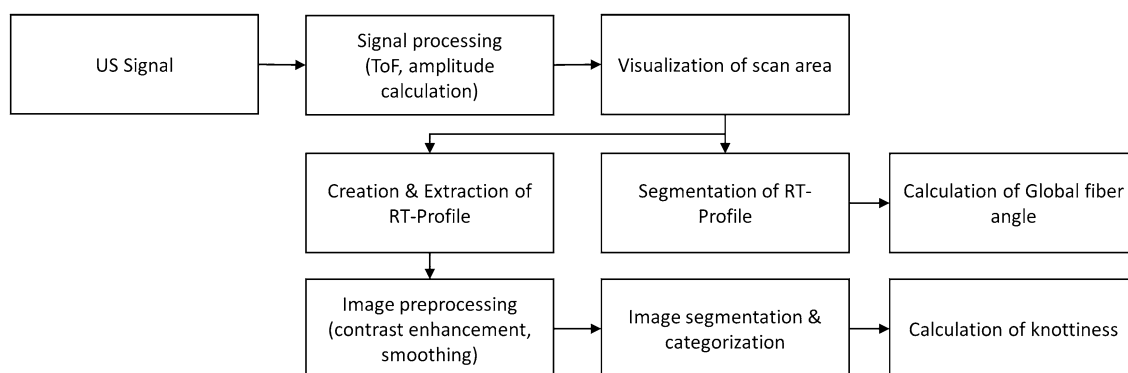 US Signal
Signal processing
(ToF, amplitude
calculation)
Visualization of scan area
Creation & Extraction of
RT-Profile
Segmentation of RT-
Profile
Calculation of Global fiber
angle
Image preprocessing
(contrast enhancement,
smoothing)
Image segmentation &
categorization
Calculation of knottiness